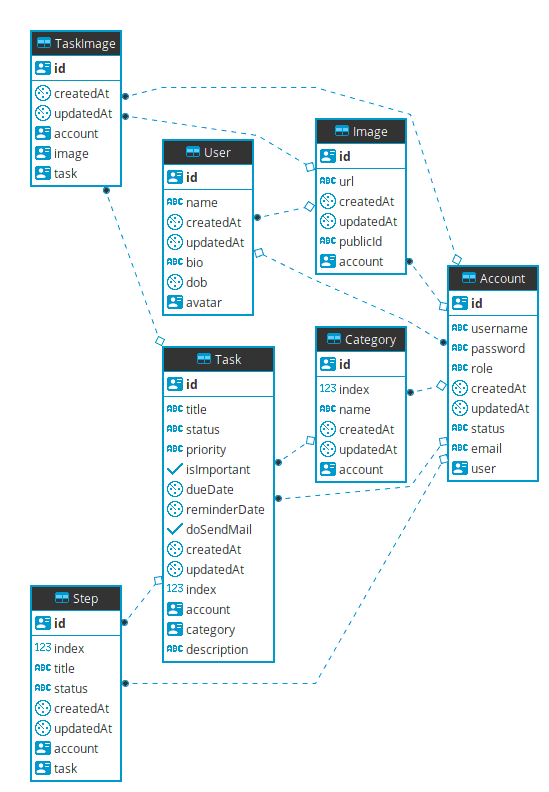 TaskImage
id
createdAt
updatedAt
account
image
task
User
id
ABC name
createdAt
updatedAt
ABC bio
dob
avatar
Image
id
ABC url
createdAt
updatedAt
ABC publicId
account
Account
id
ABC username
ABC password
ABC role
createdAt
updatedAt
ABC status
ABC email
user
Category
id
123 index
ABC name
createdAt
updatedAt
account
Task
id
ABC title
ABC status
ABC priority
isImportant
dueDate
reminderDate
doSendMail
createdAt
updatedAt
123 index
account
category
ABC description
Step
id
123 index
ABC title
ABC status
createdAt
updatedAt
account
task